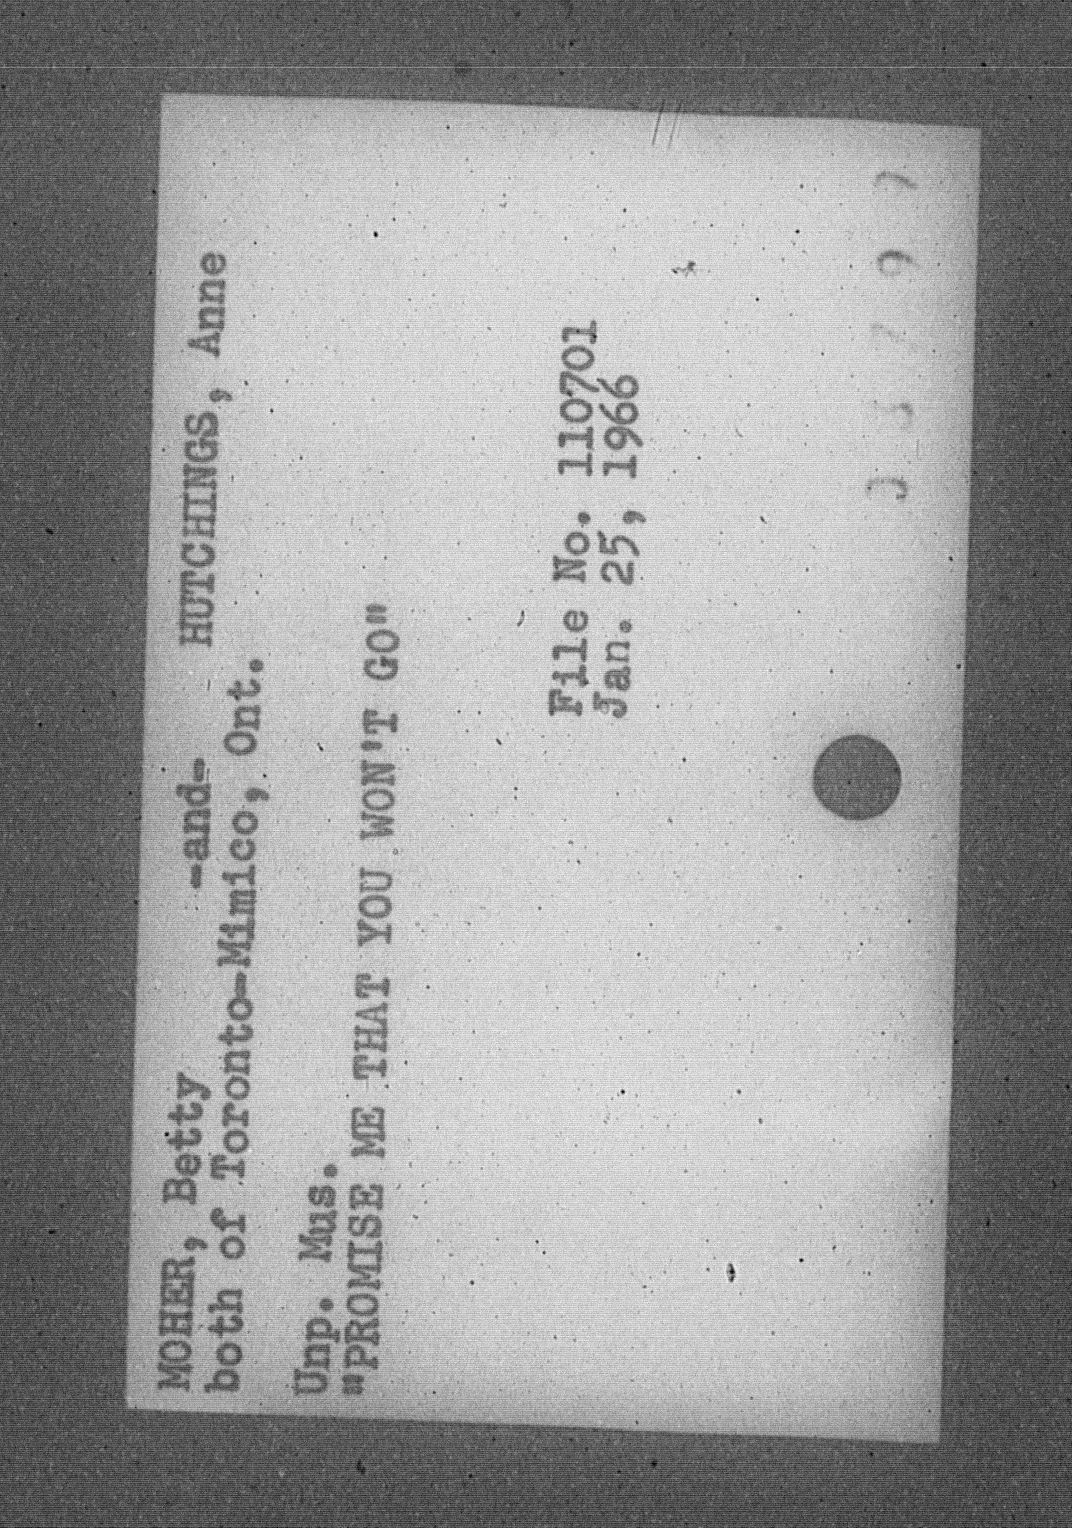 MOHER, Betty -and- HUTCHINGS, Anne
both of Toronto-Mimico, Ont.
Unp. Mus.
"PROMISE ME THAT YOU WON'T GO"
File No. 110701
Jan. 25, 1966